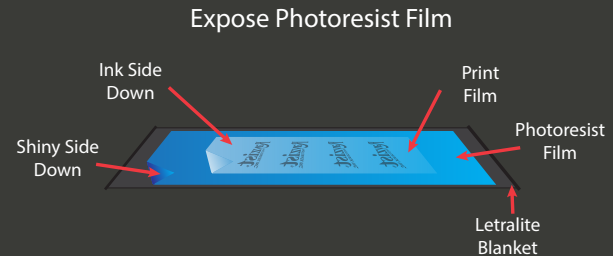 Expose Photoresist Film
Ink Side
Down
Print
Film
Shiny Side
Down
Photoresist
Film
Letralite
Blanket